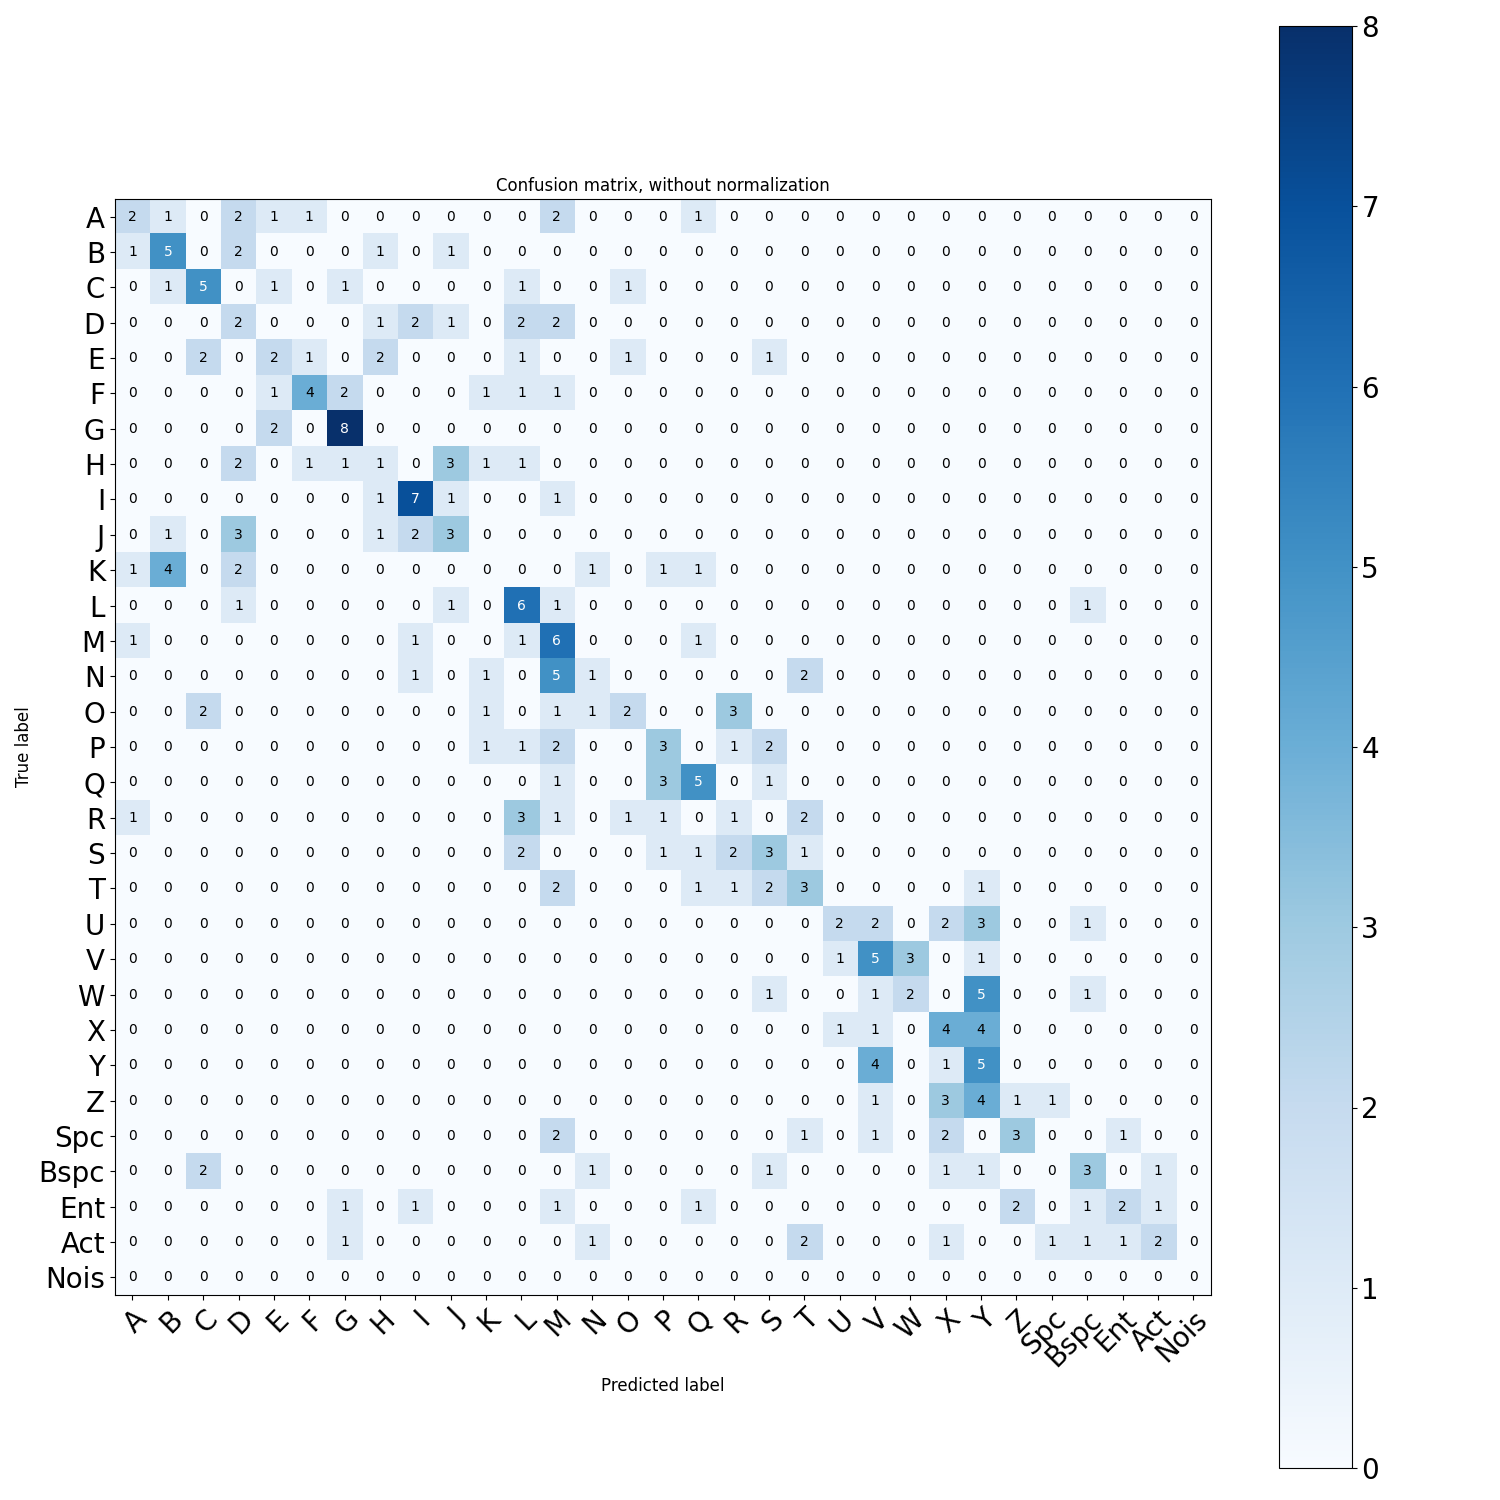 Confusion matrix, without normalization
A 2 1 0 2 1 1 0 0 0 0 0 0 2 0 0 0 1 0 0 0 0 0 0 0 0 0 0 0 0 0 0
B 1 5 0 2 0 0 0 1 0 1 0 0 0 0 0 0 0 0 0 0 0 0 0 0 0 0 0 0 0 0 0
C 0 1 5 0 1 0 1 0 0 0 0 1 0 0 1 0 0 0 0 0 0 0 0 0 0 0 0 0 0 0 0
D 0 0 0 2 0 0 0 1 2 1 0 2 2 0 0 0 0 0 0 0 0 0 0 0 0 0 0 0 0 0 0
E 0 0 2 0 2 1 0 2 0 0 0 1 0 0 1 0 0 0 1 0 0 0 0 0 0 0 0 0 0 0 0
F 0 0 0 0 1 4 2 0 0 0 1 1 1 0 0 0 0 0 0 0 0 0 0 0 0 0 0 0 0 0 0
G 0 0 0 0 2 0 8 0 0 0 0 0 0 0 0 0 0 0 0 0 0 0 0 0 0 0 0 0 0 0 0
H 0 0 0 2 0 1 1 1 0 3 1 1 0 0 0 0 0 0 0 0 0 0 0 0 0 0 0 0 0 0 0
I 0 0 0 0 0 0 0 1 7 1 0 0 1 0 0 0 0 0 0 0 0 0 0 0 0 0 0 0 0 0 0
J 0 1 0 3 0 0 0 1 2 3 0 0 0 0 0 0 0 0 0 0 0 0 0 0 0 0 0 0 0 0 0
K 1 4 0 2 0 0 0 0 0 0 0 0 0 1 0 1 1 0 0 0 0 0 0 0 0 0 0 0 0 0 0
L 0 0 0 1 0 0 0 0 0 1 0 6 1 0 0 0 0 0 0 0 0 0 0 0 0 0 0 1 0 0 0
M 1 0 0 0 0 0 0 0 1 0 0 1 6 0 0 0 1 0 0 0 0 0 0 0 0 0 0 0 0 0 0
N 0 0 0 0 0 0 0 0 1 0 1 0 5 1 0 0 0 0 0 2 0 0 0 0 0 0 0 0 0 0 0
O 0 0 2 0 0 0 0 0 0 0 1 0 1 1 2 0 0 3 0 0 0 0 0 0 0 0 0 0 0 0 0
P 0 0 0 0 0 0 0 0 0 0 1 1 2 0 0 3 0 1 2 0 0 0 0 0 0 0 0 0 0 0 0
Q 0 0 0 0 0 0 0 0 0 0 0 0 1 0 0 3 5 0 1 0 0 0 0 0 0 0 0 0 0 0 0
R 1 0 0 0 0 0 0 0 0 0 0 3 1 0 1 1 0 1 0 2 0 0 0 0 0 0 0 0 0 0 0
S 0 0 0 0 0 0 0 0 0 0 0 2 0 0 0 1 1 2 3 1 0 0 0 0 0 0 0 0 0 0 0
T 0 0 0 0 0 0 0 0 0 0 0 0 2 0 0 0 1 1 2 3 0 0 0 0 1 0 0 0 0 0 0
U 0 0 0 0 0 0 0 0 0 0 0 0 0 0 0 0 0 0 0 0 2 2 0 2 3 0 0 1 0 0 0
V 0 0 0 0 0 0 0 0 0 0 0 0 0 0 0 0 0 0 0 0 1 5 3 0 1 0 0 0 0 0 0
W 0 0 0 0 0 0 0 0 0 0 0 0 0 0 0 0 0 0 1 0 0 1 2 0 5 0 0 1 0 0 0
X 0 0 0 0 0 0 0 0 0 0 0 0 0 0 0 0 0 0 0 0 1 1 0 4 4 0 0 0 0 0 0
Y 0 0 0 0 0 0 0 0 0 0 0 0 0 0 0 0 0 0 0 0 0 4 0 1 5 0 0 0 0 0 0
Z 0 0 0 0 0 0 0 0 0 0 0 0 0 0 0 0 0 0 0 0 0 1 0 3 4 1 1 0 0 0 0
Spc 0 0 0 0 0 0 0 0 0 0 0 0 2 0 0 0 0 0 0 1 0 1 0 2 0 3 0 0 1 0 0
Bspc 0 0 2 0 0 0 0 0 0 0 0 0 0 1 0 0 0 0 1 0 0 0 0 1 1 0 0 3 0 1 0
Ent 0 0 0 0 0 0 1 0 1 0 0 0 1 0 0 0 1 0 0 0 0 0 0 0 0 2 0 1 2 1 0
Act 0 0 0 0 0 0 1 0 0 0 0 0 0 1 0 0 0 0 0 2 0 0 0 1 0 0 1 1 1 2 0
Nois 0 0 0 0 0 0 0 0 0 0 0 0 0 0 0 0 0 0 0 0 0 0 0 0 0 0 0 0 0 0 0
A B C D E F G H I J K L M N O P Q R S T U V W X Y Z Spc Bspc Ent Act Nois
Predicted label
True label
8
7
6
5
4
3
2
1
0